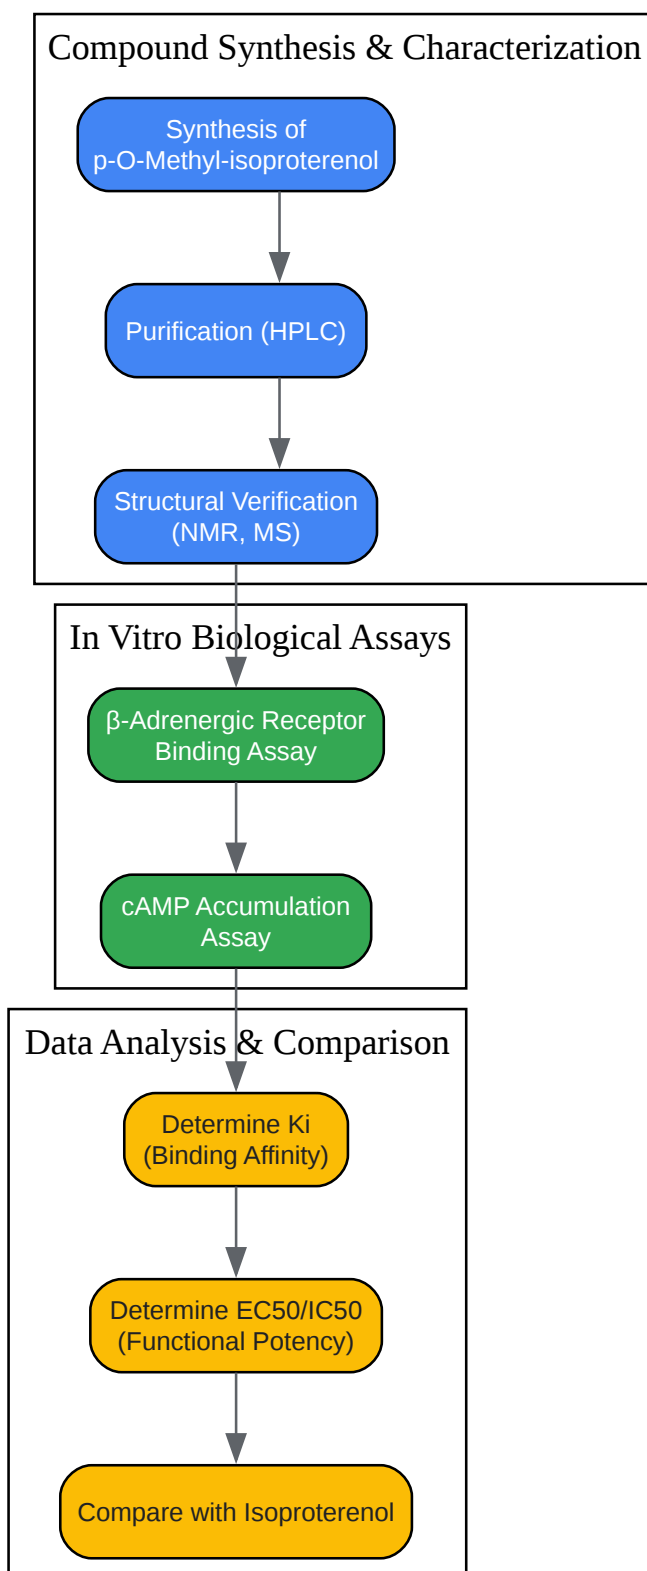 Compound Synthesis & Characterization
Synthesis of
p-O-Methyl-isoproterenol
Purification (HPLC)
Structural Verification
(NMR, MS)
In Vitro Biological Assays
β-Adrenergic Receptor
Binding Assay
cAMP Accumulation
Assay
Data Analysis & Comparison
Determine Ki
(Binding Affinity)
Determine EC50/IC50
(Functional Potency)
Compare with Isoproterenol